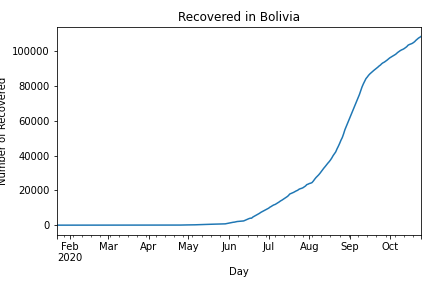 Recovered in Bolivia
Number of Recovered
100000
80000
60000
40000
20000
0
Feb Mar Apr May Jun Jul Aug Sep Oct
2020
Day